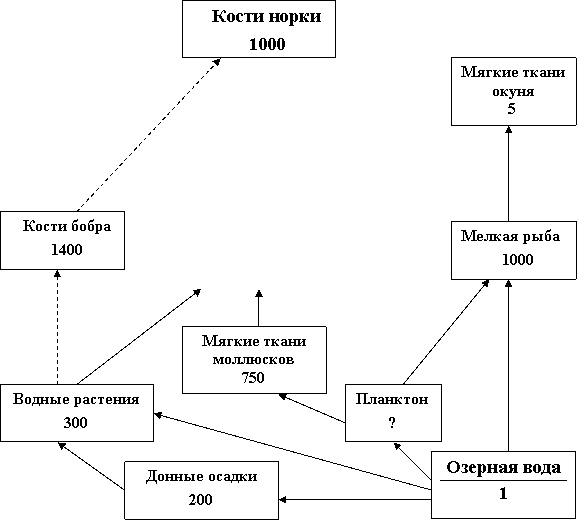 Кости норки
1000
Мягкие ткани
окуня
5
Кости бобра
1400
Мелкая рыба
1000
Мягкие ткани
моллюсков
750
Водные растения
300
Планктон
?
Донные осадки
200
Озерная вода
1